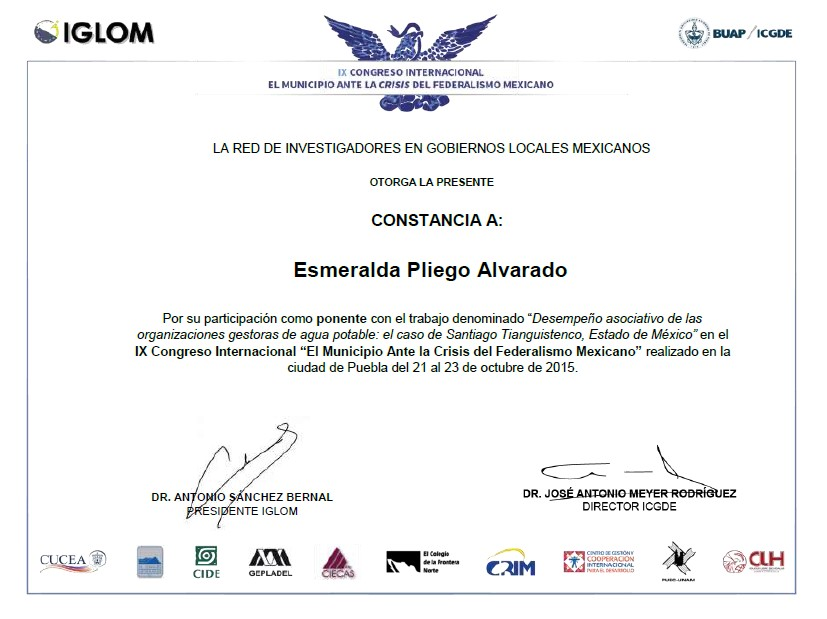 IGLOM
BUAP / ICGDE
IX CONGRESO INTERNACIONAL
EL MUNICIPIO ANTE LA CRISIS DEL FEDERALISMO MEXICANO
LA RED DE INVESTIGADORES EN GOBIERNOS LOCALES MEXICANOS
OTORGA LA PRESENTE
CONSTANCIA A:
Esmeralda Pliego Alvarado
Por su participación como ponente con el trabajo denominado “Desempeño asociativo de las
organizaciones gestoras de agua potable: el caso de Santiago Tianguistenco, Estado de México” en el
IX Congreso Internacional “El Municipio Ante la Crisis del Federalismo Mexicano” realizado en la
ciudad de Puebla del 21 al 23 de octubre de 2015.
DR. ANTONIO SÁNCHEZ BERNAL
PRESIDENTE IGLOM
DR. JOSÉ ANTONIO MEYER RODRÍGUEZ
DIRECTOR ICGDE
CUCEA
CIDE
GEPLADEL
CIECAS
El Colegio
de la Frontera
Norte
CRIM
CENTRO DE GESTIÓN Y
COOPERACIÓN
INTERNACIONAL
PARA EL DESARROLLO
PUEC-UNAM
CLH